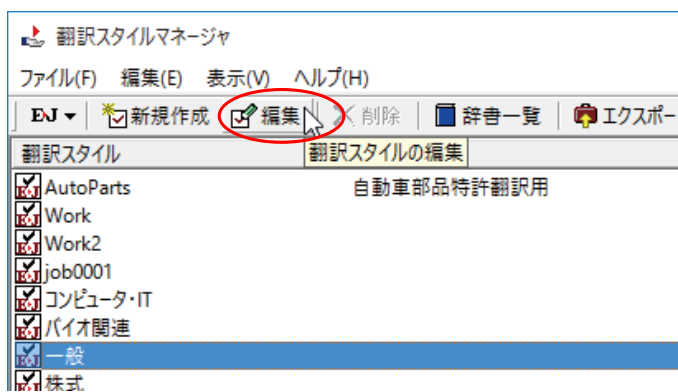 翻訳スタイルマネージャ
ファイル(F) 編集(E) 表示(V) ヘルプ(H)
EJ 新規作成 編集 削除 辞書一覧 エクスポー
翻訳スタイル
翻訳スタイルの編集
AutoParts 自動車部品特許翻訳用
Work
Work2
job0001
コンピュータ・IT
バイオ関連
一般
株式